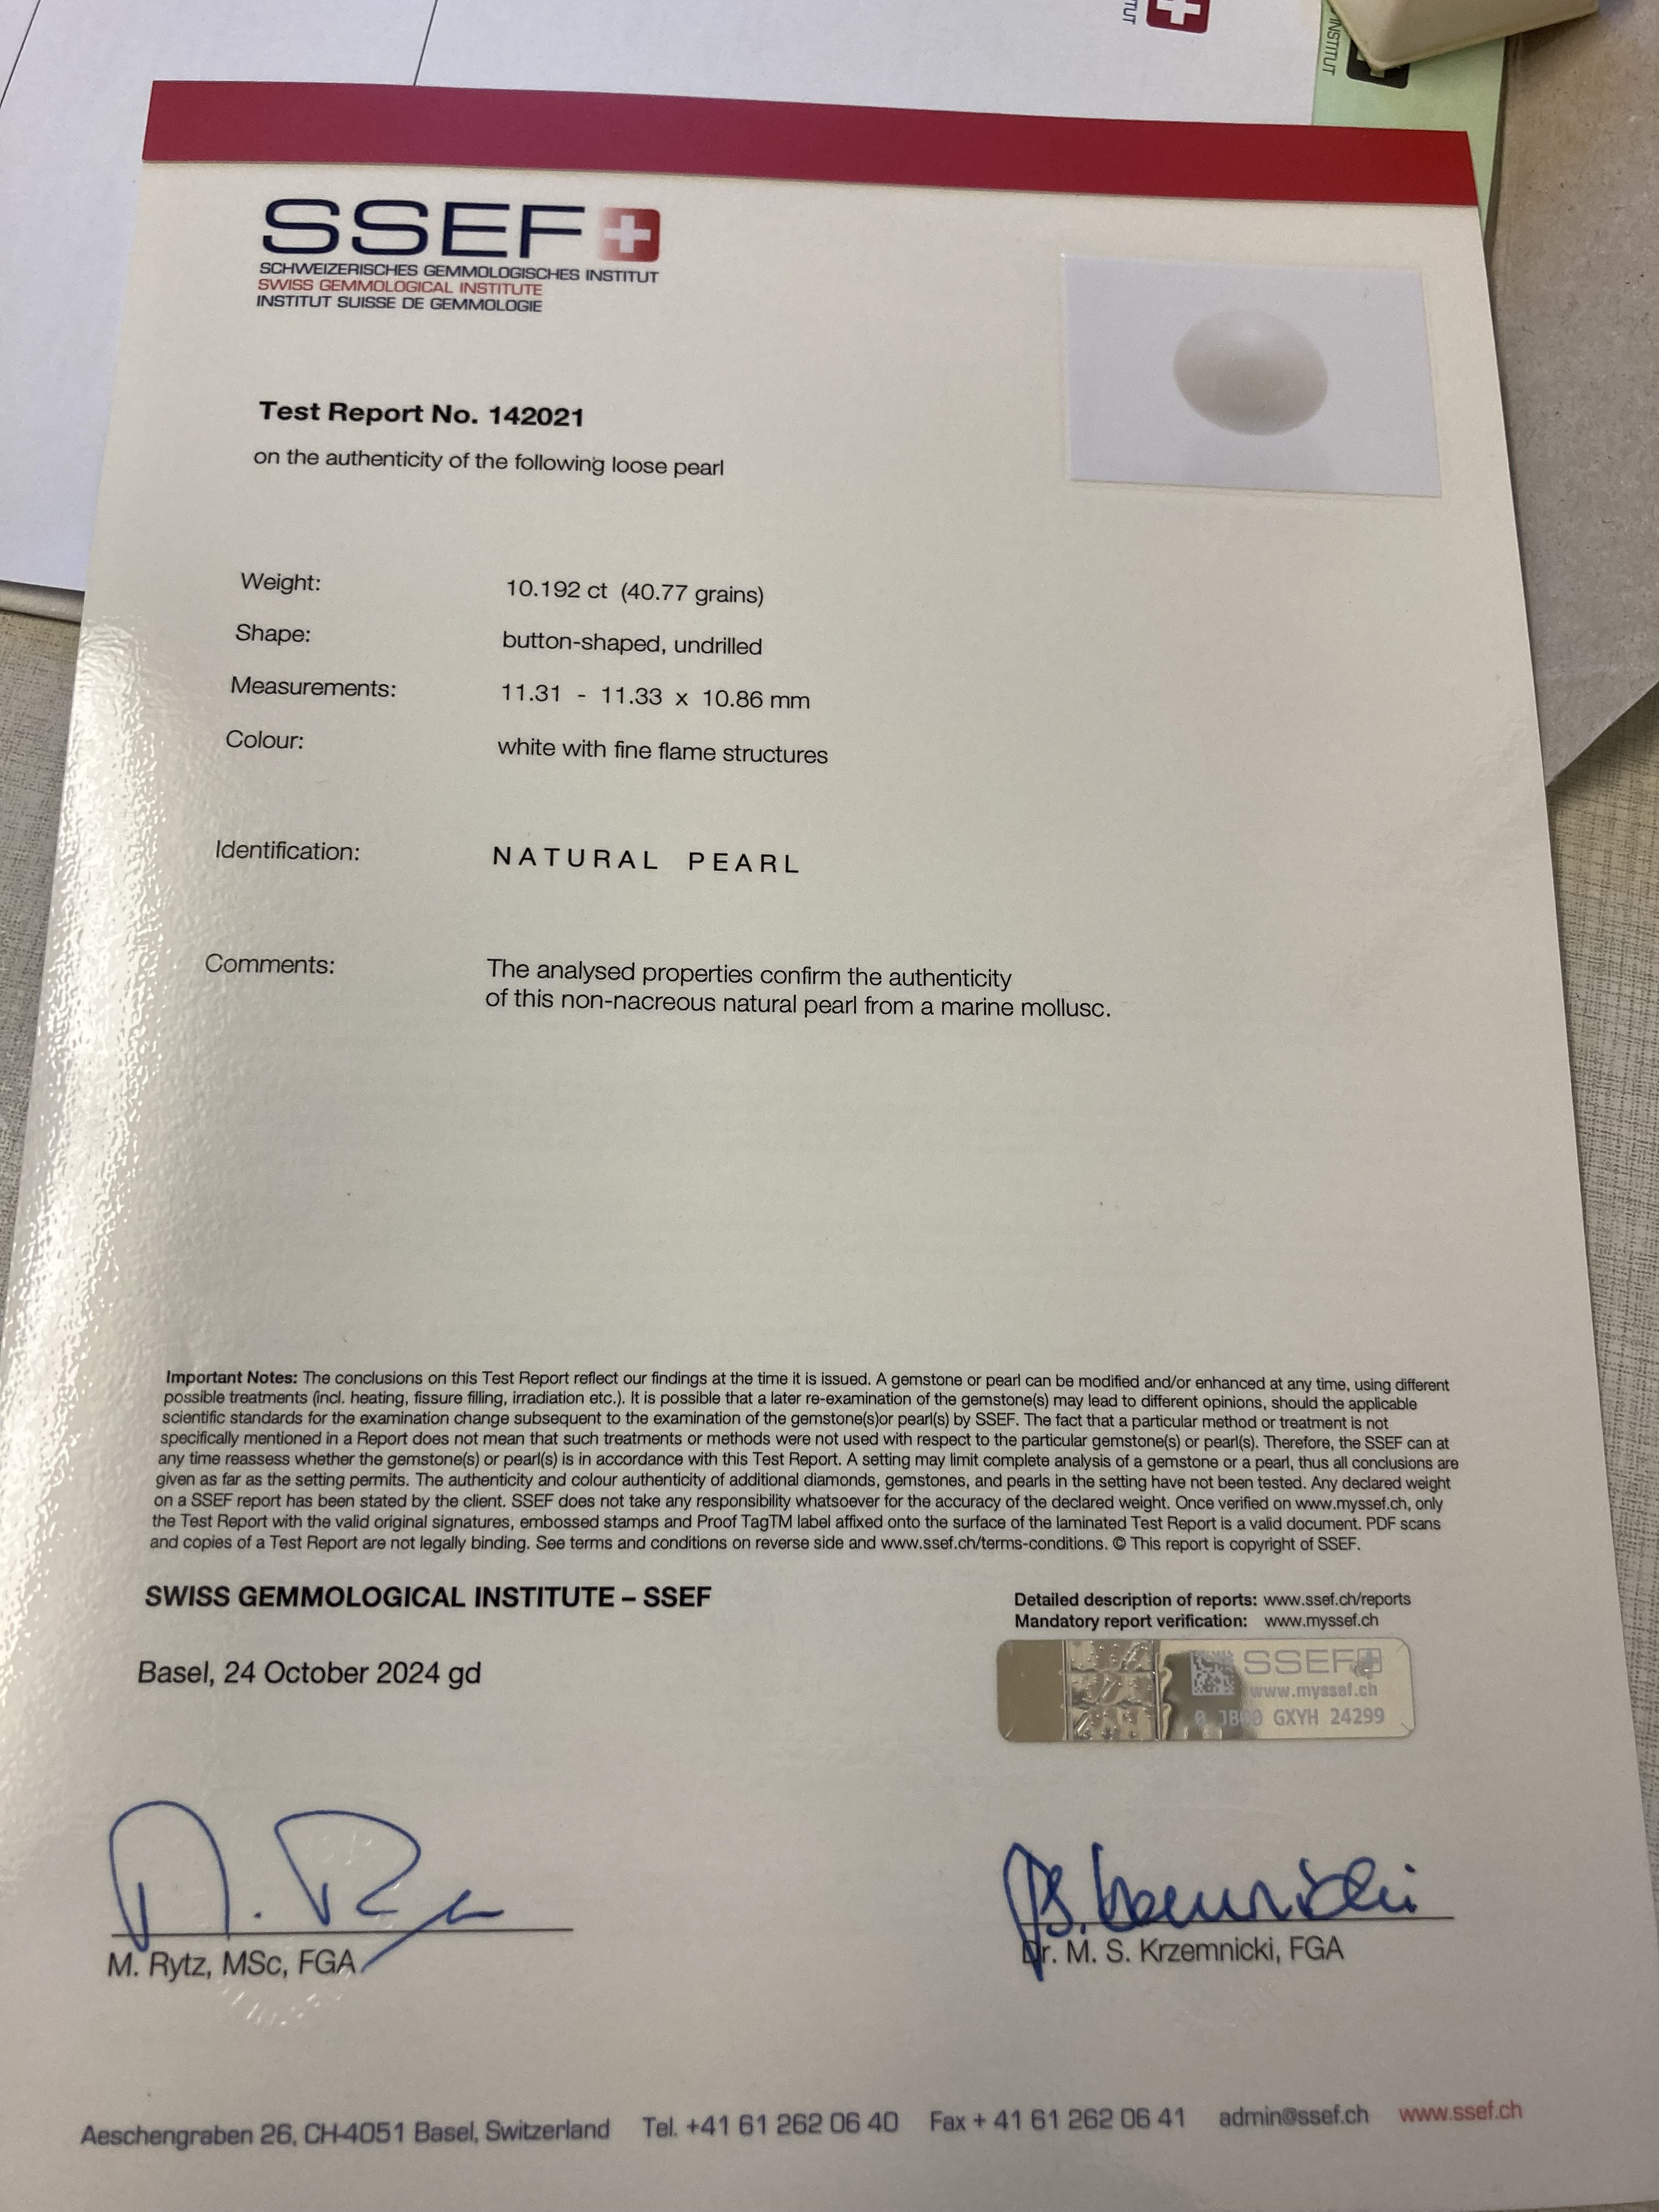 TUT
INSTITUT
SSEF
SCHWEIZERISCHES GEMMOLOGISCHES INSTITUT
SWISS GEMMOLOGICAL INSTITUTE
INSTITUT SUISSE DE GEMMOLOGIE
Test Report No. 142021
on the authenticity of the following loose pearl
Weight: 10.192 ct (40.77 grains)
Shape: button-shaped, undrilled
Measurements: 11.31 - 11.33 x 10.86 mm
Colour: white with fine flame structures
Identification: NATURAL PEARL
Comments: The analysed properties confirm the authenticity
of this non-nacreous natural pearl from a marine mollusc.
Important Notes: The conclusions on this Test Report reflect our findings at the time it is issued. A gemstone or pearl can be modified and/or enhanced at any time, using different
possible treatments (incl. heating, fissure filling, irradiation etc.). It is possible that a later re-examination of the gemstone(s) may lead to different opinions, should the applicable
scientific standards for the examination change subsequent to the examination of the gemstone(s)or pearl(s) by SSEF. The fact that a particular method or treatment is not
specifically mentioned in a Report does not mean that such treatments or methods were not used with respect to the particular gemstone(s) or pearl(s). Therefore, the SSEF can at
any time reassess whether the gemstone(s) or pearl(s) is in accordance with this Test Report. A setting may limit complete analysis of a gemstone or a pearl, thus all conclusions are
given as far as the setting permits. The authenticity and colour authenticity of additional diamonds, gemstones, and pearls in the setting have not been tested. Any declared weight
on a SSEF report has been stated by the client. SSEF does not take any responsibility whatsoever for the accuracy of the declared weight. Once verified on www.myssef.ch, only
the Test Report with the valid original signatures, embossed stamps and Proof TagTM label affixed onto the surface of the laminated Test Report is a valid document. PDF scans
and copies of a Test Report are not legally binding. See terms and conditions on reverse side and www.ssef.ch/terms-conditions. © This report is copyright of SSEF.
SWISS GEMMOLOGICAL INSTITUTE – SSEF
Detailed description of reports: www.ssef.ch/reports
Mandatory report verification: www.myssef.ch
Basel, 24 October 2024 gd
SSEF
www.myssef.ch
GXYH 24299
M. Rytz, MSc, FGA
Dr. M. S. Krzemnicki, FGA
Aeschengraben 26, CH-4051 Basel, Switzerland Tel. +41 61 262 06 40 Fax + 41 61 262 06 41 admin@ssef.ch www.ssef.ch